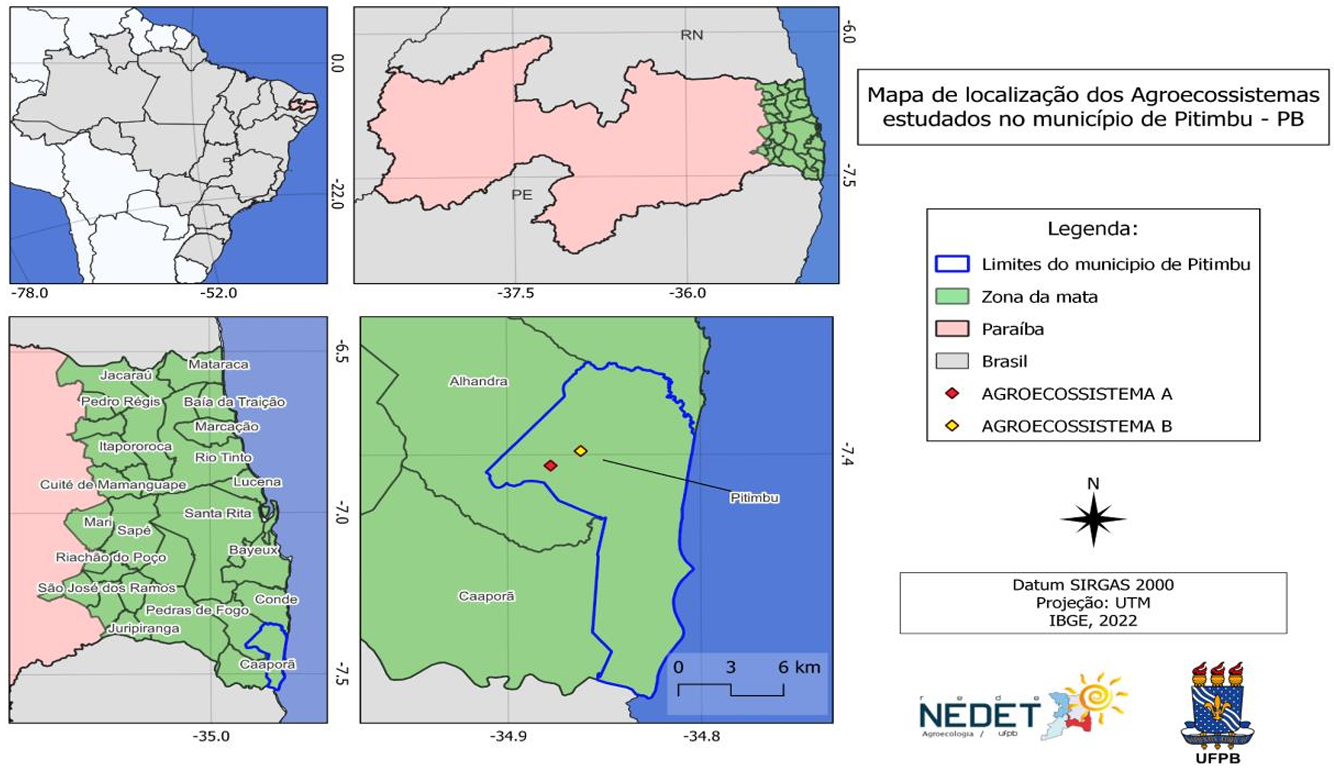 0.0
-22.0
-78.0
-52.0
RN
PE
-6.0
-7.5
-37.5
-36.0
Mapa de localização dos Agroecossistemas
estudados no município de Pitimbu - PB
Legenda:
Limites do municipio de Pitimbu
Zona da mata
Paraíba
Brasil
AGROECOSSISTEMA A
AGROECOSSISTEMA B
Mataraca
Jacaraú
Pedro Régis
Baía da Traição
Marcação
Itapororoca
Rio Tinto
Cuité de Mamanguape
Lucena
Mari
Sapé
Santa Rita
Riachão do Poço
Bayeux
São José dos Ramos
Conde
Pedras de Fogo
Juripiranga
Caaporã
-6.5
-7.0
-7.5
-35.0
Alhandra
Pitimbu
Caaporã
0 3 6 km
-7.4
-34.9
-34.8
N
Datum SIRGAS 2000
Projeção: UTM
IBGE, 2022
rede
NEDET
Agroecologia / ufpb
UFPB